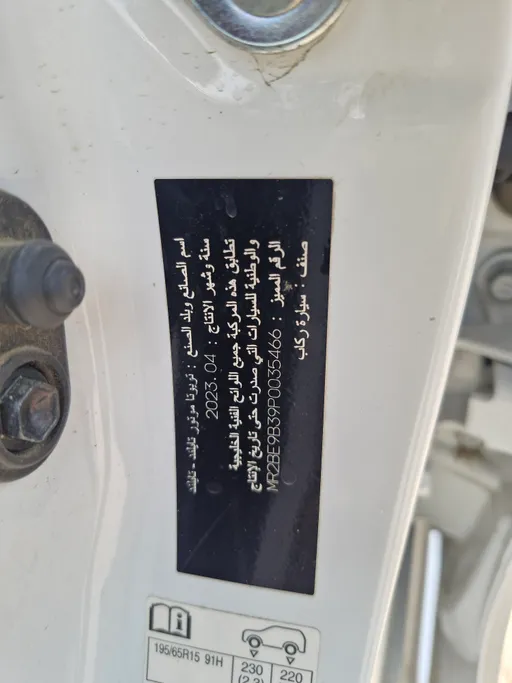 اسم الصانع وبلد الصنع : تويوتا موتور تايلند - تايلند
سنة وشهر الإنتاج : 2023.04
تطابق هذه المركبة جميع اللوائح الفنية الخليجية
والوطنية للسيارات التي صدرت حتى تاريخ الإنتاج
الرقم المميز : MR2BE9B39P0035466
صنف : سيارة ركاب
195/65R15 91H
230 220
(2.3)